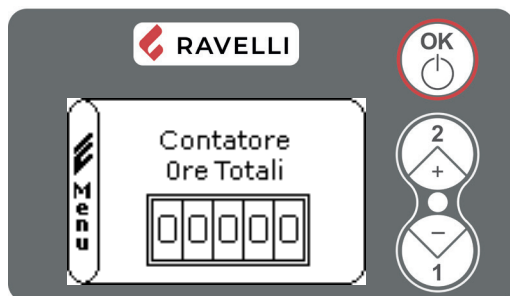 RAVELLI
OK
Menu
Contatore
Ore Totali
00000
2
+
−
1